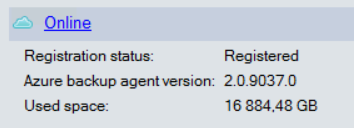 Online
Registration status: Registered
Azure backup agent version: 2.0.9037.0
Used space: 16 884,48 GB